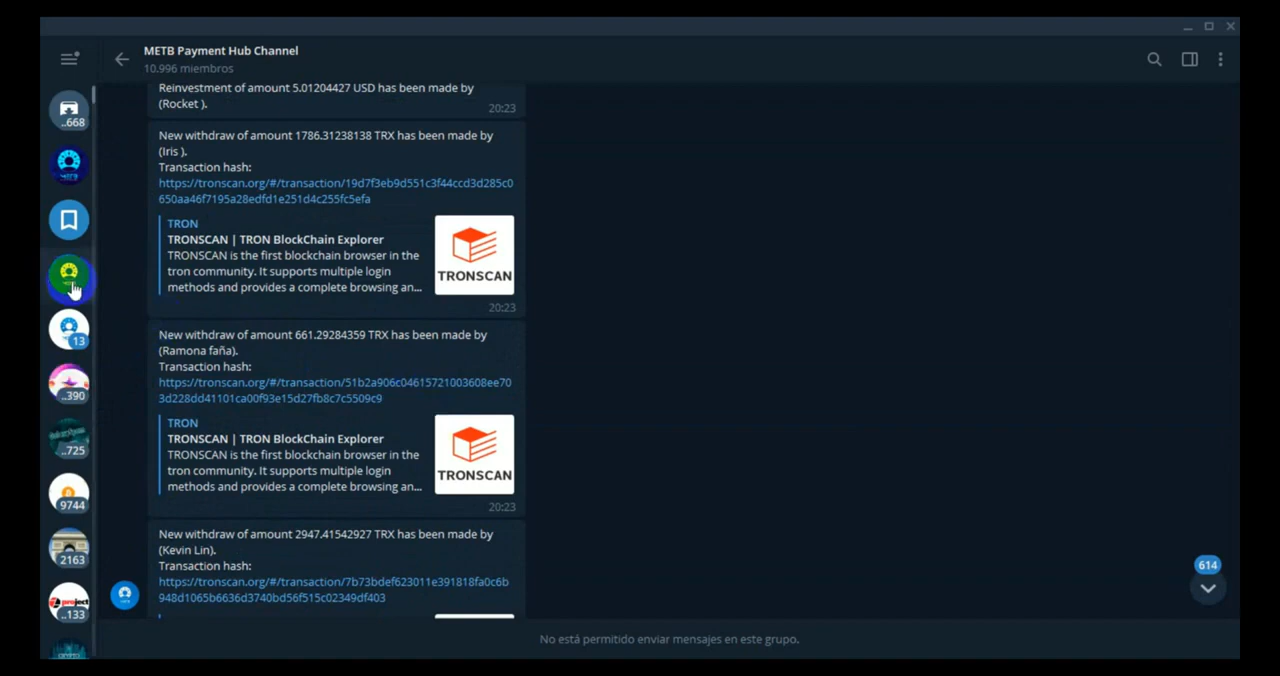 METB Payment Hub Channel
10.996 miembros
Reinvestment of amount 5.01204427 USD has been made by
(Rocket ).
20:23
New withdraw of amount 1786.31238138 TRX has been made by
(Iris ).
Transaction hash:
https://tronscan.org/#/transaction/19d7f3eb9d551c3f44ccd3d285c0
650aa46f7195a28edfd1e251d4c255fc5efa
TRON
TRONSCAN | TRON BlockChain Explorer
TRONSCAN is the first blockchain browser in the
tron community. It supports multiple login
methods and provides a complete browsing an...
TRONSCAN
20:23
New withdraw of amount 661.29284359 TRX has been made by
(Ramona faña).
Transaction hash:
https://tronscan.org/#/transaction/51b2a906c04615721003608ee70
3d228dd41101ca00f93e15d27fb8c7c5509c9
TRON
TRONSCAN | TRON BlockChain Explorer
TRONSCAN is the first blockchain browser in the
tron community. It supports multiple login
methods and provides a complete browsing an...
TRONSCAN
20:23
New withdraw of amount 2947.41542927 TRX has been made by
(Kevin Lin).
Transaction hash:
https://tronscan.org/#/transaction/7b73bdef623011e391818fa0c6b
948d1065b6636d3740bd56f515c02349df403
614
No está permitido enviar mensajes en este grupo.
..668
13
..390
..725
9744
2163
project
..133